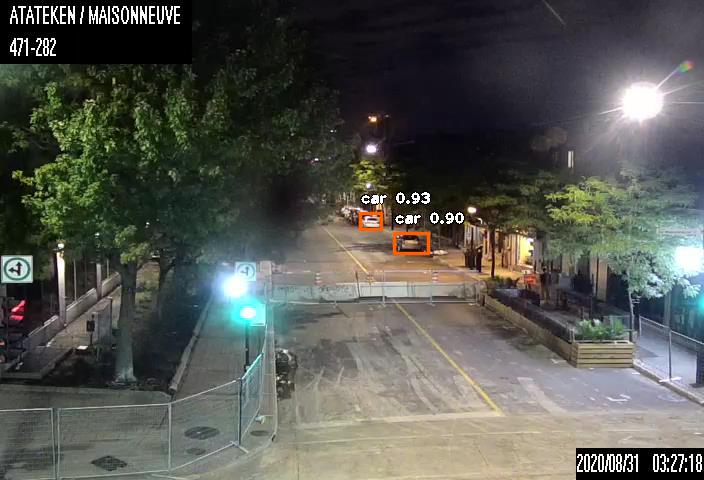 ATATEKEN / MAISONNEUVE
471-282
car 0.93
car 0.90
2020/08/31 03:27:18